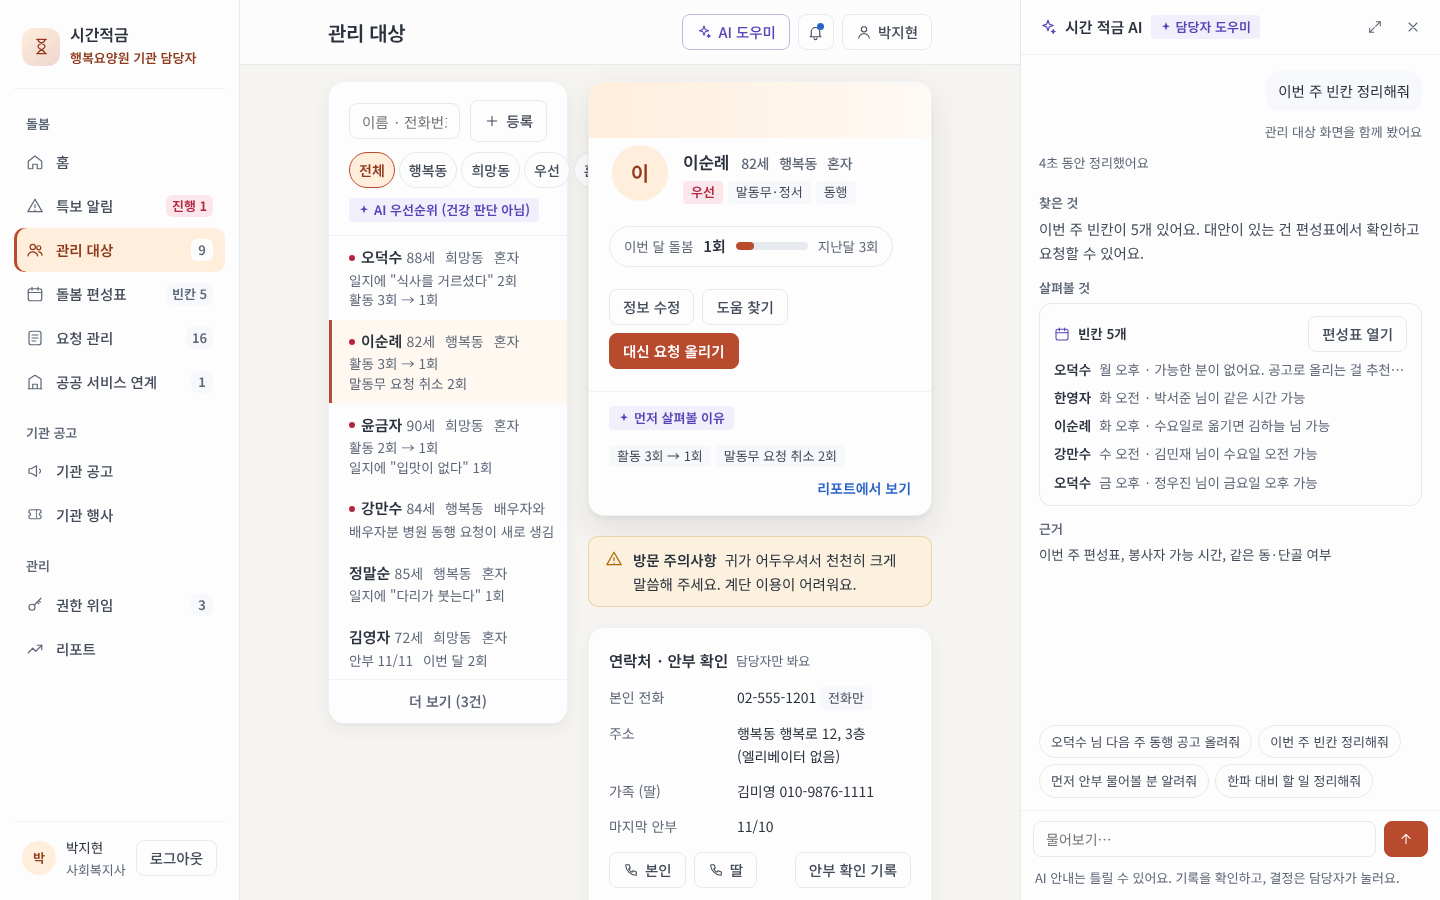 시간적금
행복요양원 기관 담당자
돌봄
홈
특보 알림 진행 1
관리 대상 9
돌봄 편성표 빈칸 5
요청 관리 16
공공 서비스 연계 1
기관 공고
기관 공고
기관 행사
관리
권한 위임 3
리포트
박
박지현
사회복지사
로그아웃
관리 대상
AI 도우미
박지현
이름 · 전화번
등록
전체 행복동 희망동 우선
AI 우선순위 (건강 판단 아님)
오덕수 88세 희망동 혼자
일지에 "식사를 거르셨다" 2회
활동 3회 → 1회
이순례 82세 행복동 혼자
활동 3회 → 1회
말동무 요청 취소 2회
윤금자 90세 희망동 혼자
활동 2회 → 1회
일지에 "입맛이 없다" 1회
강만수 84세 행복동 배우자와
배우자분 병원 동행 요청이 새로 생김
정말순 85세 행복동 혼자
일지에 "다리가 붓는다" 1회
김영자 72세 희망동 혼자
안부 11/11 이번 달 2회
더 보기 (3건)
이
이순례 82세 행복동 혼자
우선 말동무·정서 동행
이번 달 돌봄 1회 지난달 3회
정보 수정 도움 찾기
대신 요청 올리기
먼저 살펴볼 이유
활동 3회 → 1회 말동무 요청 취소 2회
리포트에서 보기
방문 주의사항 귀가 어두우셔서 천천히 크게
말씀해 주세요. 계단 이용이 어려워요.
연락처 · 안부 확인 담당자만 봐요
본인 전화 02-555-1201 전화만
주소 행복동 행복로 12, 3층
(엘리베이터 없음)
가족 (딸) 김미영 010-9876-1111
마지막 안부 11/10
본인 딸 안부 확인 기록
시간 적금 AI 담당자 도우미
이번 주 빈칸 정리해줘
관리 대상 화면을 함께 봤어요
4초 동안 정리했어요
찾은 것
이번 주 빈칸이 5개 있어요. 대안이 있는 건 편성표에서 확인하고
요청할 수 있어요.
살펴볼 것
빈칸 5개 편성표 열기
오덕수 월 오후 · 가능한 분이 없어요. 공고로 올리는 걸 추천…
한영자 화 오전 · 박서준 님이 같은 시간 가능
이순례 화 오후 · 수요일로 옮기면 김하늘 님 가능
강만수 수 오전 · 김민재 님이 수요일 오전 가능
오덕수 금 오후 · 정우진 님이 금요일 오후 가능
근거
이번 주 편성표, 봉사자 가능 시간, 같은 동·단골 여부
오덕수 님 다음 주 동행 공고 올려줘 이번 주 빈칸 정리해줘
먼저 안부 물어볼 분 알려줘 한파 대비 할 일 정리해줘
물어보기…
AI 안내는 틀릴 수 있어요. 기록을 확인하고, 결정은 담당자가 눌러요.